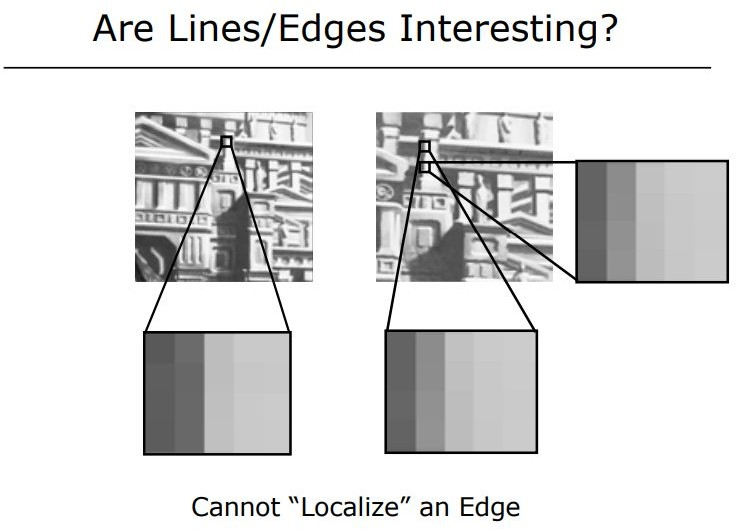 Are Lines/Edges Interesting?
Cannot “Localize” an Edge